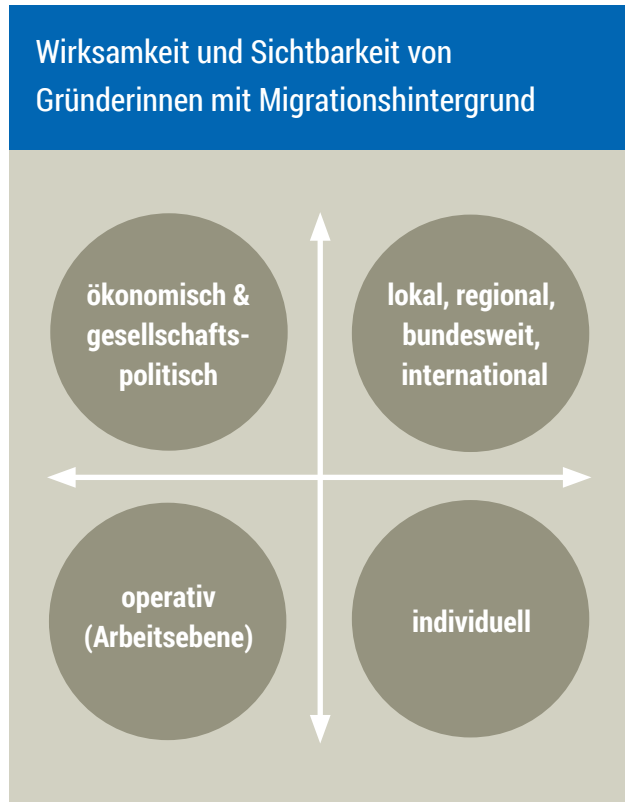 Wirksamkeit und Sichtbarkeit von
Gründerinnen mit Migrationshintergrund
ökonomisch &
gesellschafts-
politisch
lokal, regional,
bundesweit,
international
operativ
(Arbeitsebene)
individuell